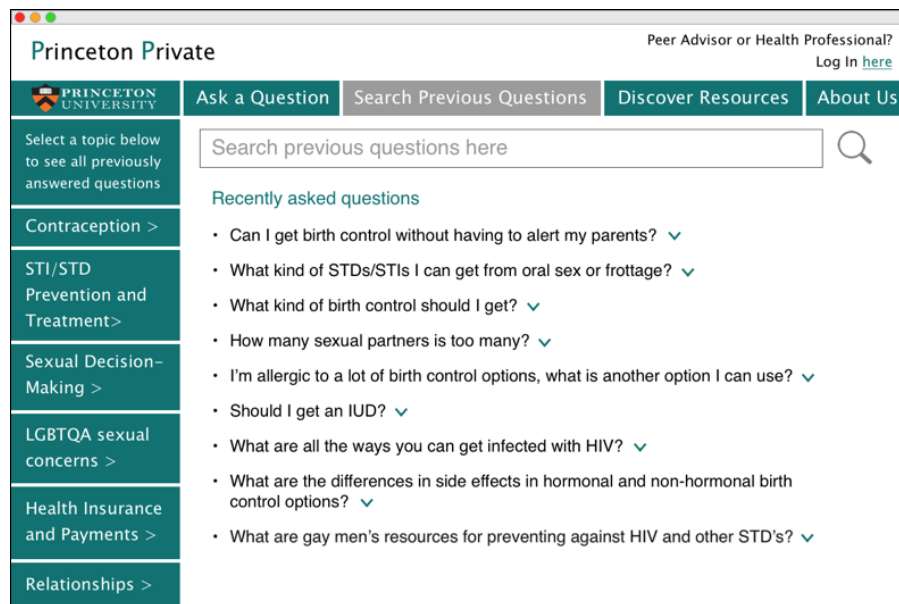 Princeton Private
Peer Advisor or Health Professional?
Log In here
PRINCETON
UNIVERSITY
Ask a Question
Search Previous Questions
Discover Resources
About Us
Select a topic below
to see all previously
answered questions
Contraception >
STI/STD
Prevention and
Treatment>
Sexual Decision-
Making >
LGBTQA sexual
concerns >
Health Insurance
and Payments >
Relationships >
Search previous questions here
Recently asked questions
• Can I get birth control without having to alert my parents?
• What kind of STDs/STIs I can get from oral sex or frottage?
• What kind of birth control should I get?
• How many sexual partners is too many?
• I'm allergic to a lot of birth control options, what is another option I can use?
• Should I get an IUD?
• What are all the ways you can get infected with HIV?
• What are the differences in side effects in hormonal and non-hormonal birth
control options?
• What are gay men's resources for preventing against HIV and other STD's?